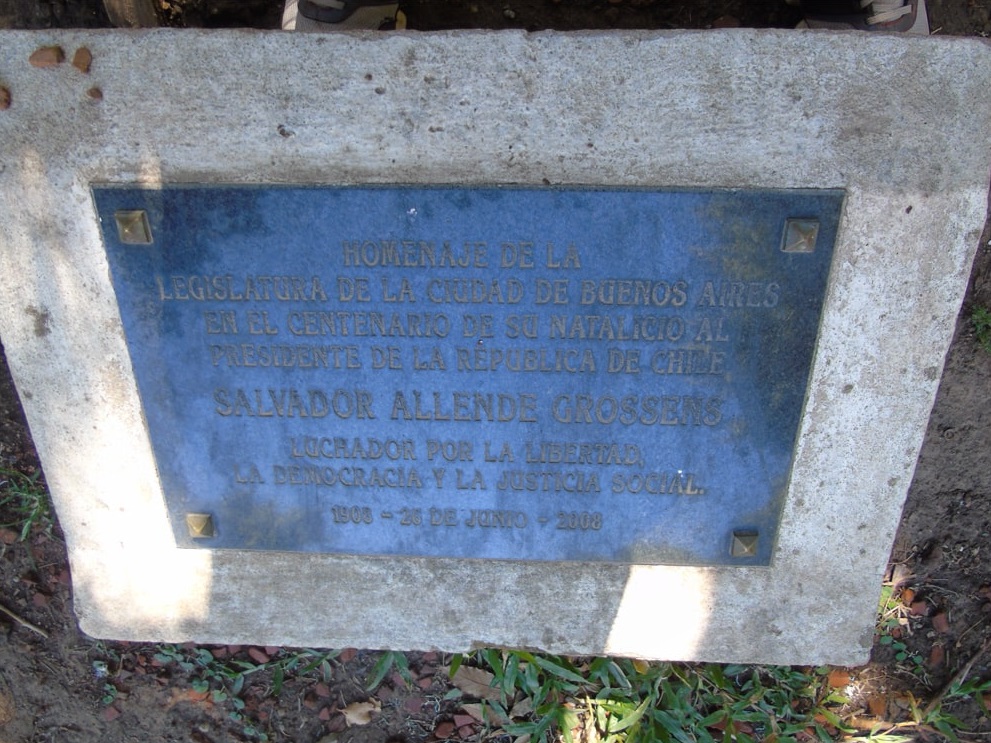 HOMENAJE DE LA
LEGISLATURA DE LA CIUDAD DE BUENOS AIRES
EN EL CENTENARIO DE SU NATALICIO AL
PRESIDENTE DE LA REPUBLICA DE CHILE
SALVADOR ALLENDE GROSSENS
LUCHADOR POR LA LIBERTAD,
LA DEMOCRACIA Y LA JUSTICIA SOCIAL.
1908 - 26 DE JUNIO - 2008